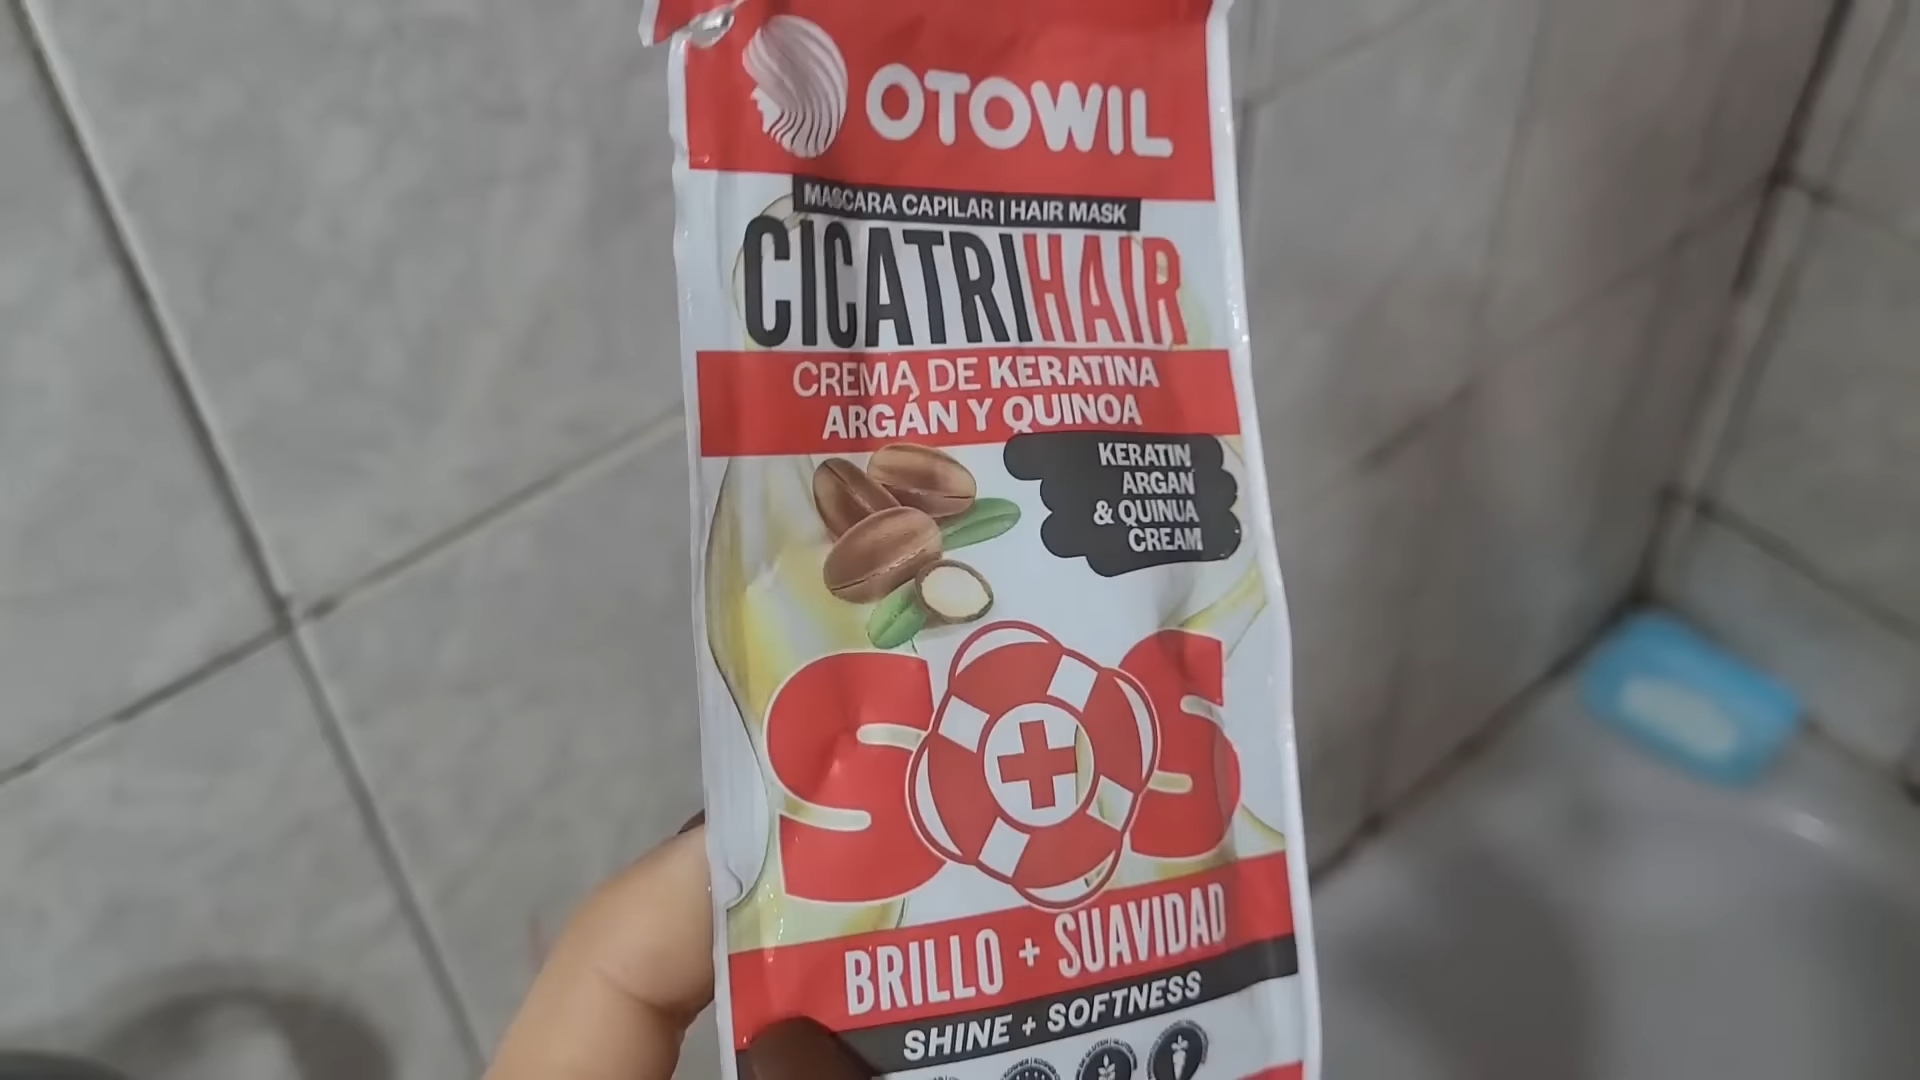 OTOWIL
MASCARA CAPILAR | HAIR MASK
CICATRIHAIR
CREMA DE KERATINA
ARGÁN Y QUINOA
KERATIN
ARGAN
& QUINUA
CREAM
SOS
BRILLO + SUAVIDAD
SHINE + SOFTNESS